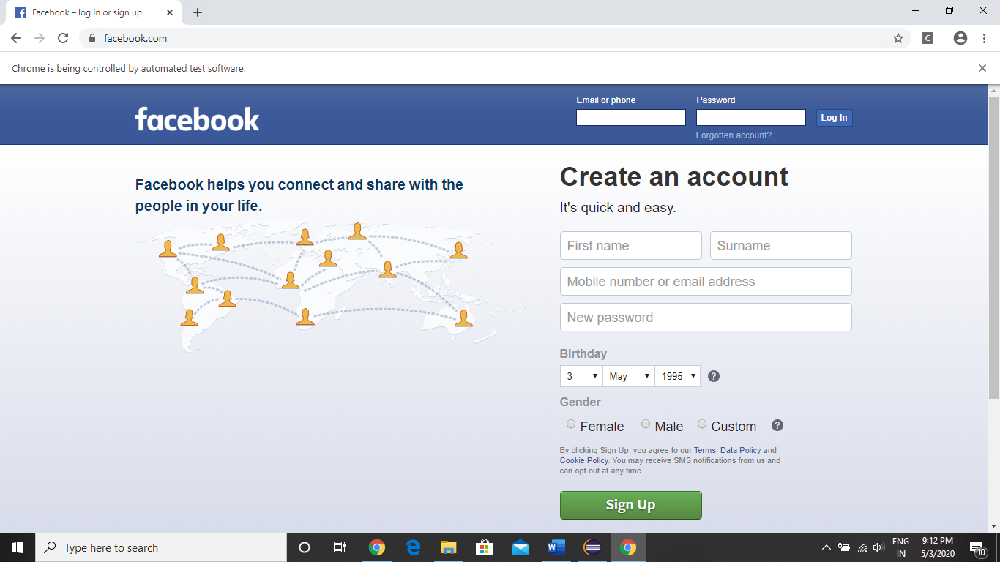 Facebook – log in or sign up
facebook.com
C
Chrome is being controlled by automated test software.
facebook
Email or phone
Password
Log In
Forgotten account?
Facebook helps you connect and share with the
people in your life.
Create an account
It's quick and easy.
First name
Surname
Mobile number or email address
New password
Birthday
3 May 1995 ?
Gender
Female Male Custom ?
By clicking Sign Up, you agree to our Terms, Data Policy and
Cookie Policy. You may receive SMS notifications from us and
can opt out at any time.
Sign Up
Type here to search
ENG
IN
9:12 PM
5/3/2020
10